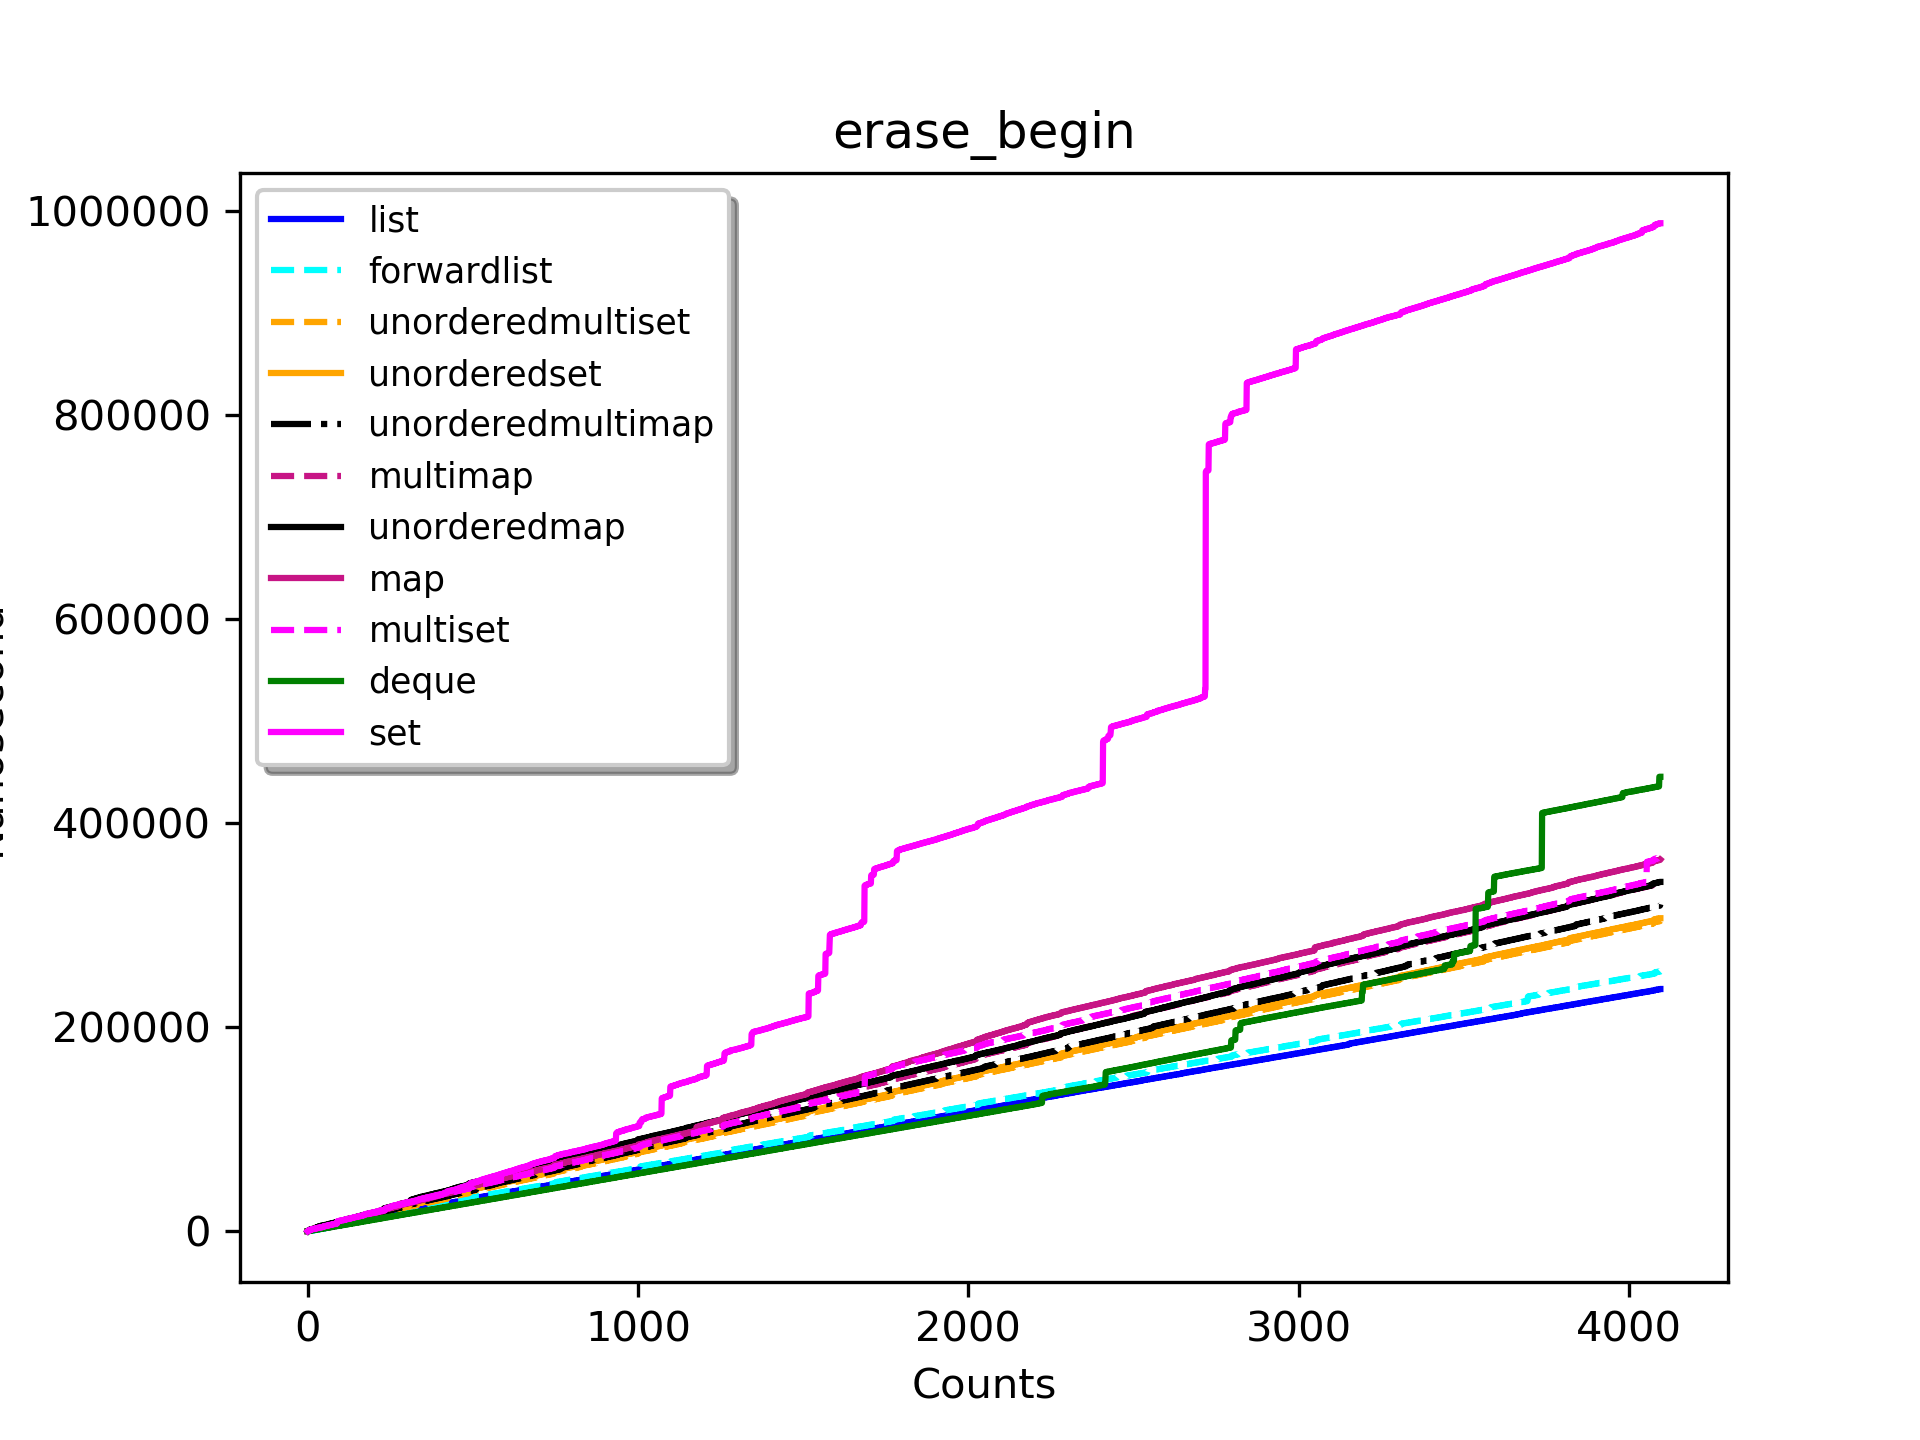 erase_begin
1000000
800000
600000
400000
200000
0
list
forwardlist
unorderedmultiset
unorderedset
unorderedmultimap
multimap
unorderedmap
map
multiset
deque
set
0 1000 2000 3000 4000
Counts